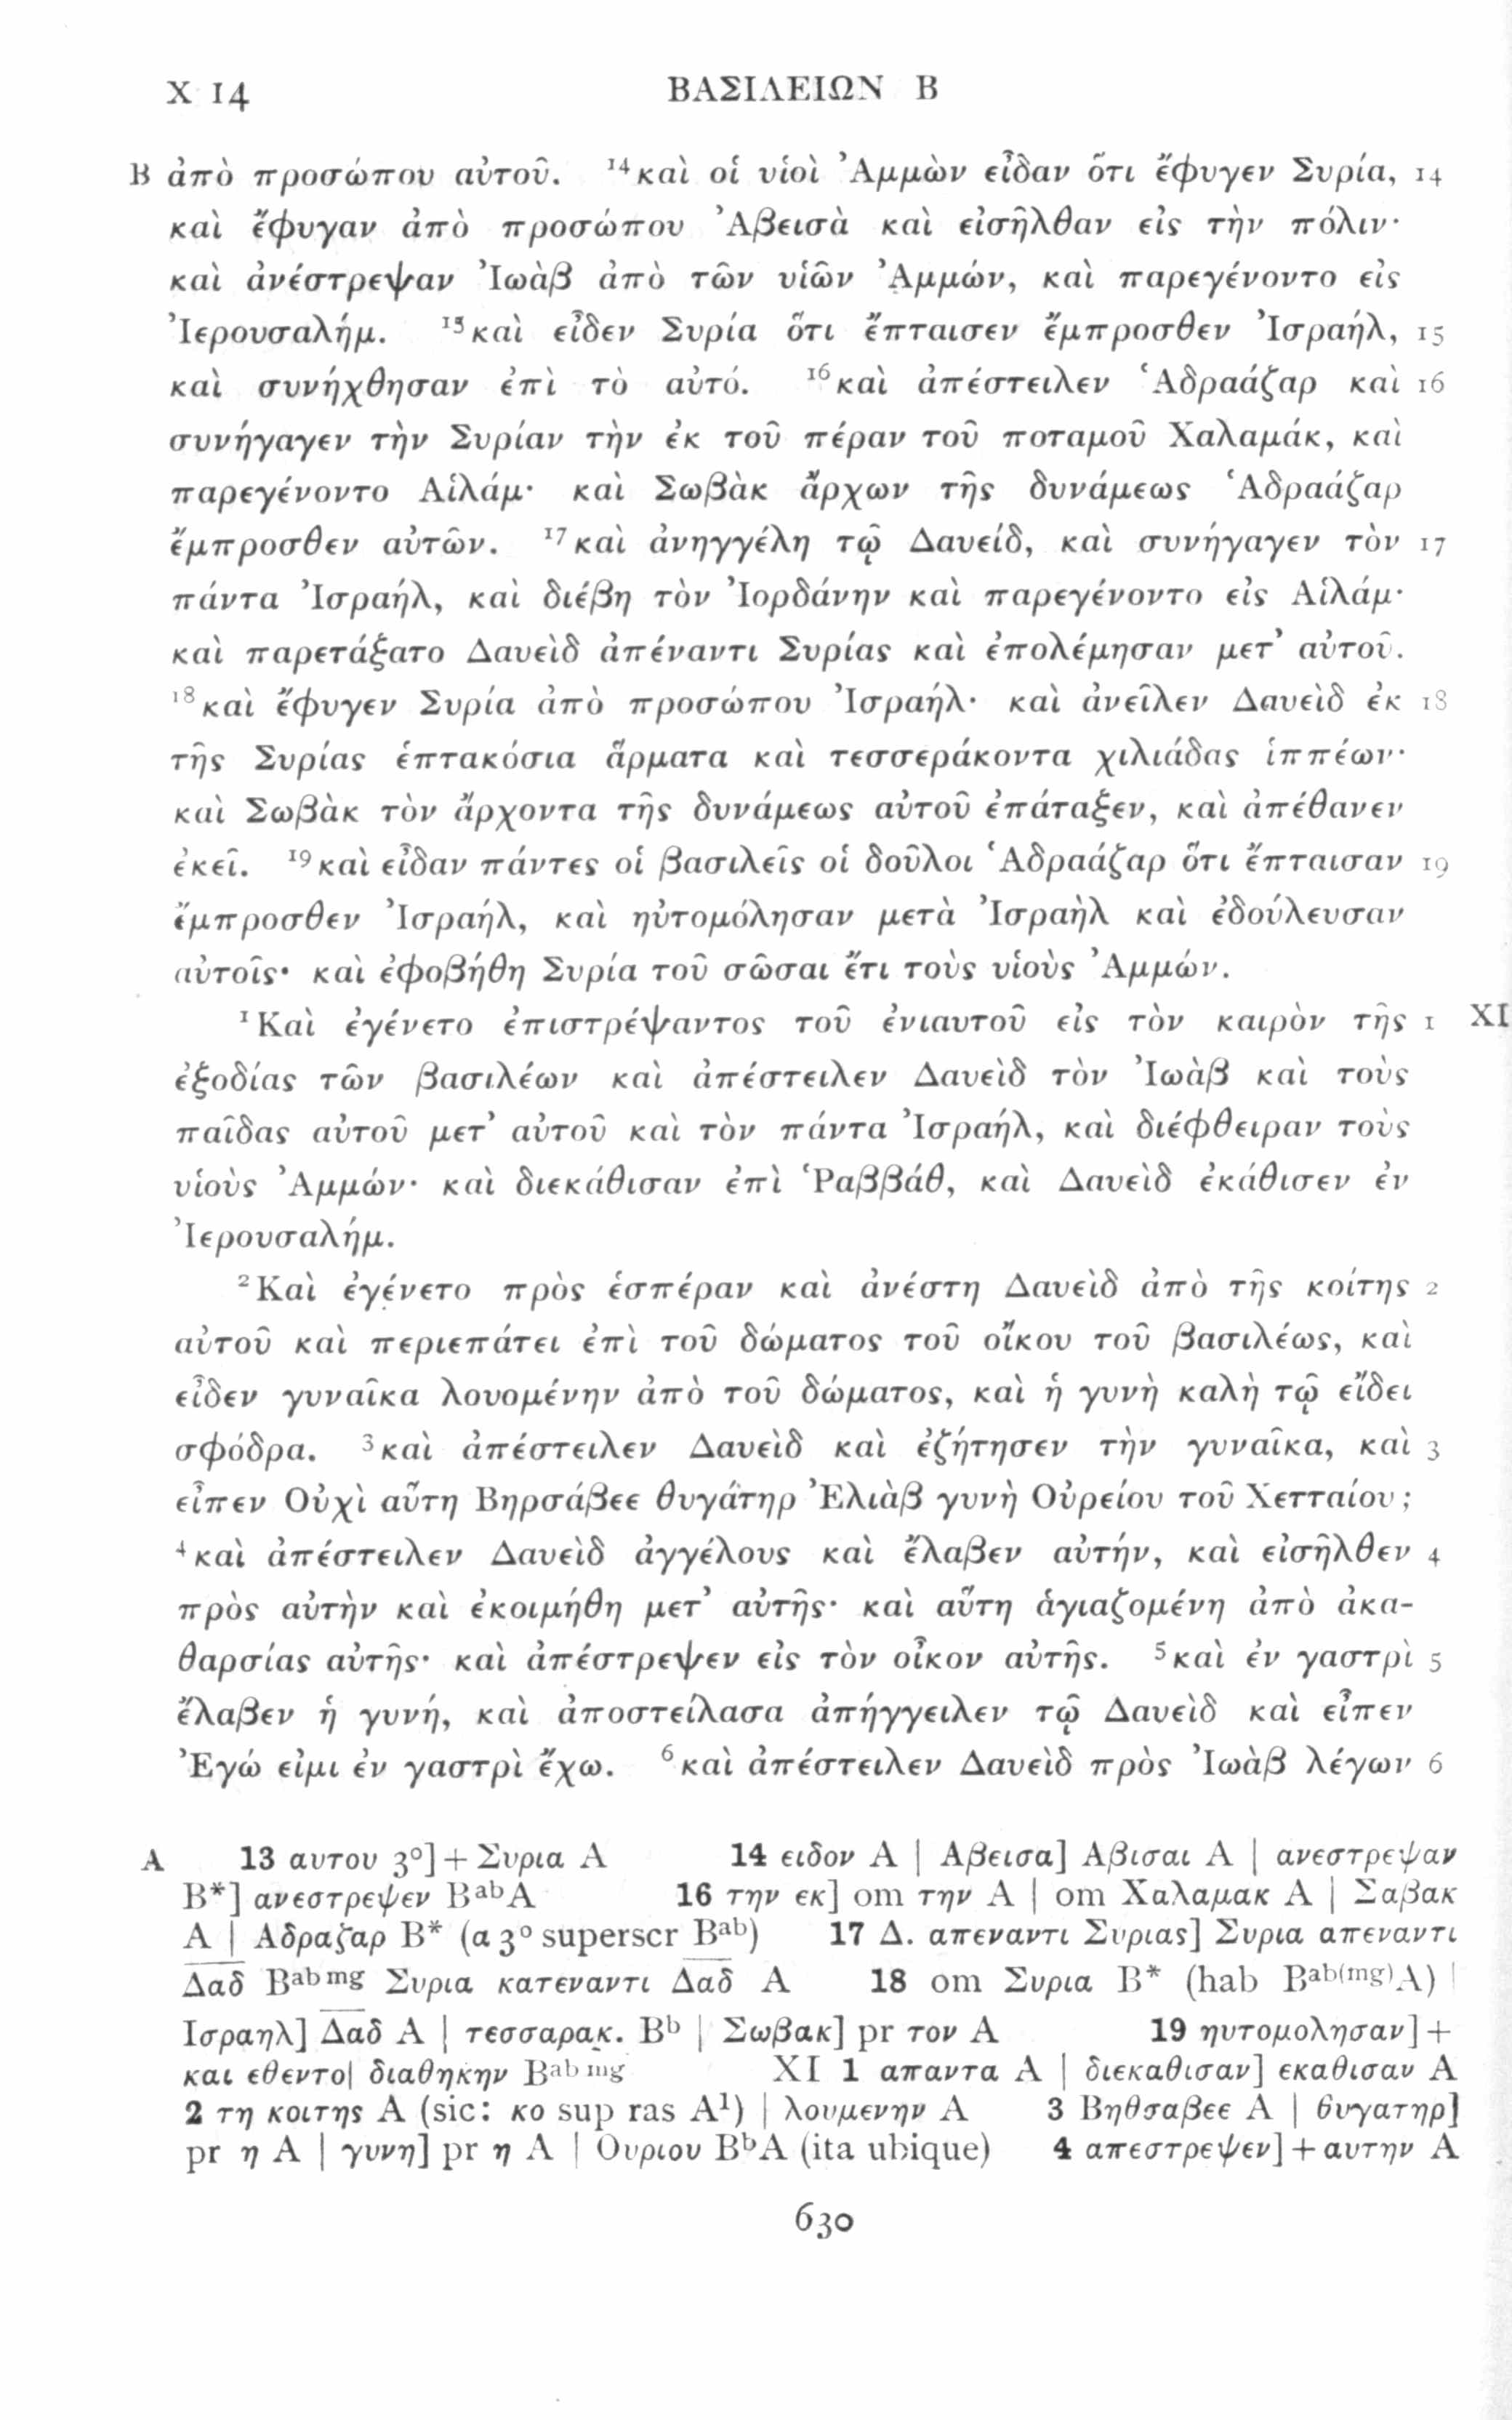 X 14 ΒΑΣΙΛΕΙΩΝ Β
B ἀπὸ προσώπου αὐτοῦ. ¹⁴καὶ οἱ υἱοὶ Ἀμμὼν εἶδαν ὅτι ἔφυγεν Συρία, 14
καὶ ἔφυγαν ἀπὸ προσώπου Ἀβεισὰ καὶ εἰσῆλθαν εἰς τὴν πόλιν·
καὶ ἀνέστρεψαν Ἰωὰβ ἀπὸ τῶν υἱῶν Ἀμμών, καὶ παρεγένοντο εἰς
Ἰερουσαλήμ. ¹⁵καὶ εἶδεν Συρία ὅτι ἔπταισεν ἔμπροσθεν Ἰσραήλ, 15
καὶ συνήχθησαν ἐπὶ τὸ αὐτό. ¹⁶καὶ ἀπέστειλεν Ἁδραάζαρ καὶ 16
συνήγαγεν τὴν Συρίαν τὴν ἐκ τοῦ πέραν τοῦ ποταμοῦ Χαλαμάκ, καὶ
παρεγένοντο Αἱλάμ· καὶ Σωβὰκ ἄρχων τῆς δυνάμεως Ἁδραάζαρ
ἔμπροσθεν αὐτῶν. ¹⁷καὶ ἀνηγγέλη τῷ Δαυείδ, καὶ συνήγαγεν τὸν 17
πάντα Ἰσραήλ, καὶ διέβη τὸν Ἰορδάνην καὶ παρεγένοντο εἰς Αἱλάμ·
καὶ παρετάξατο Δαυεὶδ ἀπέναντι Συρίας καὶ ἐπολέμησαν μετ᾽ αὐτοῦ.
¹⁸καὶ ἔφυγεν Συρία ἀπὸ προσώπου Ἰσραήλ· καὶ ἀνεῖλεν Δαυεὶδ ἐκ 18
τῆς Συρίας ἑπτακόσια ἅρματα καὶ τεσσεράκοντα χιλιάδας ἱππέων·
καὶ Σωβὰκ τὸν ἄρχοντα τῆς δυνάμεως αὐτοῦ ἐπάταξεν, καὶ ἀπέθανεν
ἐκεῖ. ¹⁹καὶ εἶδαν πάντες οἱ βασιλεῖς οἱ δοῦλοι Ἁδραάζαρ ὅτι ἔπταισαν 19
ἔμπροσθεν Ἰσραήλ, καὶ ηὐτομόλησαν μετὰ Ἰσραὴλ καὶ ἐδούλευσαν
αὐτοῖς· καὶ ἐφοβήθη Συρία τοῦ σῶσαι ἔτι τοὺς υἱοὺς Ἀμμών.
¹Καὶ ἐγένετο ἐπιστρέψαντος τοῦ ἐνιαυτοῦ εἰς τὸν καιρὸν τῆς 1 XI
ἐξοδίας τῶν βασιλέων καὶ ἀπέστειλεν Δαυεὶδ τὸν Ἰωὰβ καὶ τοὺς
παῖδας αὐτοῦ μετ᾽ αὐτοῦ καὶ τὸν πάντα Ἰσραήλ, καὶ διέφθειραν τοὺς
υἱοὺς Ἀμμών· καὶ διεκάθισαν ἐπὶ Ῥαββάθ, καὶ Δαυεὶδ ἐκάθισεν ἐν
Ἰερουσαλήμ.
²Καὶ ἐγένετο πρὸς ἑσπέραν καὶ ἀνέστη Δαυεὶδ ἀπὸ τῆς κοίτης 2
αὐτοῦ καὶ περιεπάτει ἐπὶ τοῦ δώματος τοῦ οἴκου τοῦ βασιλέως, καὶ
εἶδεν γυναῖκα λουομένην ἀπὸ τοῦ δώματος, καὶ ἡ γυνὴ καλὴ τῷ εἴδει
σφόδρα. ³καὶ ἀπέστειλεν Δαυεὶδ καὶ ἐζήτησεν τὴν γυναῖκα, καὶ 3
εἶπεν Οὐχὶ αὕτη Βηρσάβεε θυγάτηρ Ἐλιὰβ γυνὴ Οὐρείου τοῦ Χετταίου;
⁴καὶ ἀπέστειλεν Δαυεὶδ ἀγγέλους καὶ ἔλαβεν αὐτήν, καὶ εἰσῆλθεν 4
πρὸς αὐτὴν καὶ ἐκοιμήθη μετ᾽ αὐτῆς· καὶ αὕτη ἁγιαζομένη ἀπὸ ἀκα-
θαρσίας αὐτῆς· καὶ ἀπέστρεψεν εἰς τὸν οἶκον αὐτῆς. ⁵καὶ ἐν γαστρὶ 5
ἔλαβεν ἡ γυνή, καὶ ἀποστείλασα ἀπήγγειλεν τῷ Δαυεὶδ καὶ εἶπεν
Ἐγώ εἰμι ἐν γαστρὶ ἔχω. ⁶καὶ ἀπέστειλεν Δαυεὶδ πρὸς Ἰωὰβ λέγων 6
A 13 αυτου 3º]+Συρια A 14 ειδον A | Αβεισα] Αβισαι A | ανεστρεψαν
B*] ανεστρεψεν BᵃᵇA 16 την εκ] om την A | om Χαλαμακ A | Σαβακ
A | Αδραζαρ B* (α 3º superscr Bᵃᵇ) 17 Δ. απεναντι Συριας] Συρια απεναντι
Δ̅α̅δ̅ Bᵃᵇᵐᵍ Συρια κατεναντι Δ̅α̅δ̅ A 18 om Συρια B* (hab Bᵃᵇ⁽ᵐᵍ⁾A) |
Ισραηλ] Δ̅α̅δ̅ A | τεσσαρακ. Bᵇ | Σωβακ] pr τον A 19 ηυτομολησαν]+
και εθεντο| διαθηκην Bᵃᵇᵐᵍ XI 1 απαντα A | διεκαθισαν] εκαθισαν A
2 τη κοιτης A (sic: κο sup ras A¹) | λουμενην A 3 Βηθσαβεε A | θυγατηρ]
pr η A | γυνη] pr η A | Ουριου BᵇA (ita ubique) 4 απεστρεψεν]+αυτην A
630